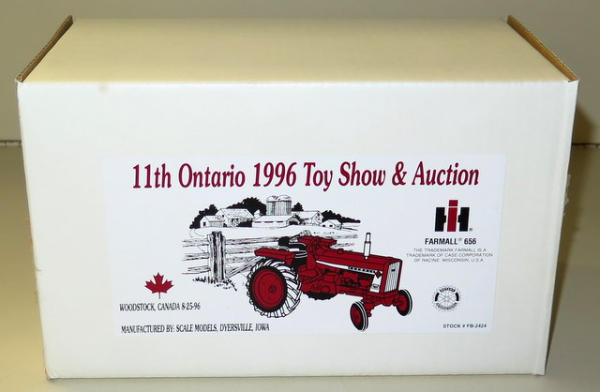 11th Ontario 1996 Toy Show & Auction
IH
FARMALL® 656
THE TRADEMARK FARMALL IS A
TRADEMARK OF CASE CORPORATION
OF RACINE, WISCONSIN, U.S.A.
WOODSTOCK, CANADA 8-25-96
MANUFACTURED BY: SCALE MODELS, DYERSVILLE, IOWA
STOCK # FB-2424